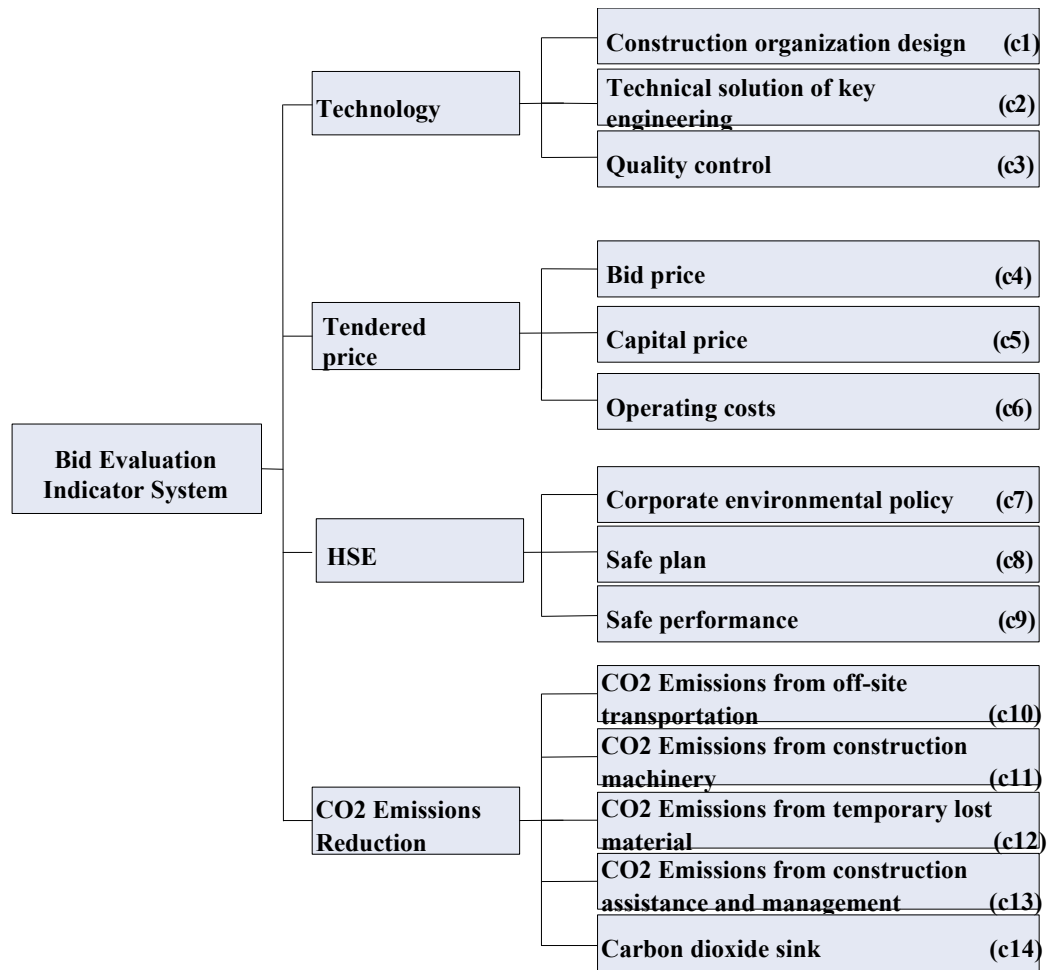 Construction organization design (c1)
Technical solution of key
engineering (c2)
Technology
Quality control (c3)
Bid price (c4)
Tendered
price
Capital price (c5)
Operating costs (c6)
Bid Evaluation
Indicator System
Corporate environmental policy (c7)
HSE
Safe plan (c8)
Safe performance (c9)
CO2 Emissions from off-site
transportation (c10)
CO2 Emissions from construction
machinery (c11)
CO2 Emissions
Reduction
CO2 Emissions from temporary lost
material (c12)
CO2 Emissions from construction
assistance and management (c13)
Carbon dioxide sink (c14)